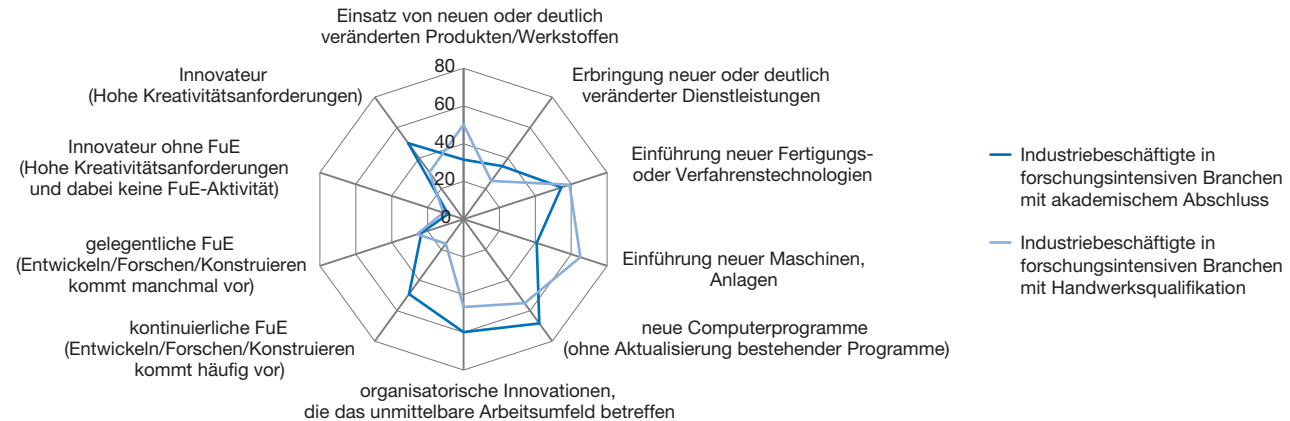 Einsatz von neuen oder deutlich
veränderten Produkten/Werkstoffen
Erbringung neuer oder deutlich
veränderter Dienstleistungen
Einführung neuer Fertigungs-
oder Verfahrenstechnologien
Einführung neuer Maschinen,
Anlagen
neue Computerprogramme
(ohne Aktualisierung bestehender Programme)
organisatorische Innovationen,
die das unmittelbare Arbeitsumfeld betreffen
kontinuierliche FuE
(Entwickeln/Forschen/Konstruieren
kommt häufig vor)
gelegentliche FuE
(Entwickeln/Forschen/Konstruieren
kommt manchmal vor)
Innovateur ohne FuE
(Hohe Kreativitätsanforderungen
und dabei keine FuE-Aktivität)
Innovateur
(Hohe Kreativitätsanforderungen)
80
60
40
20
0
Industriebeschäftigte in
forschungsintensiven Branchen
mit akademischem Abschluss
Industriebeschäftigte in
forschungsintensiven Branchen
mit Handwerksqualifikation